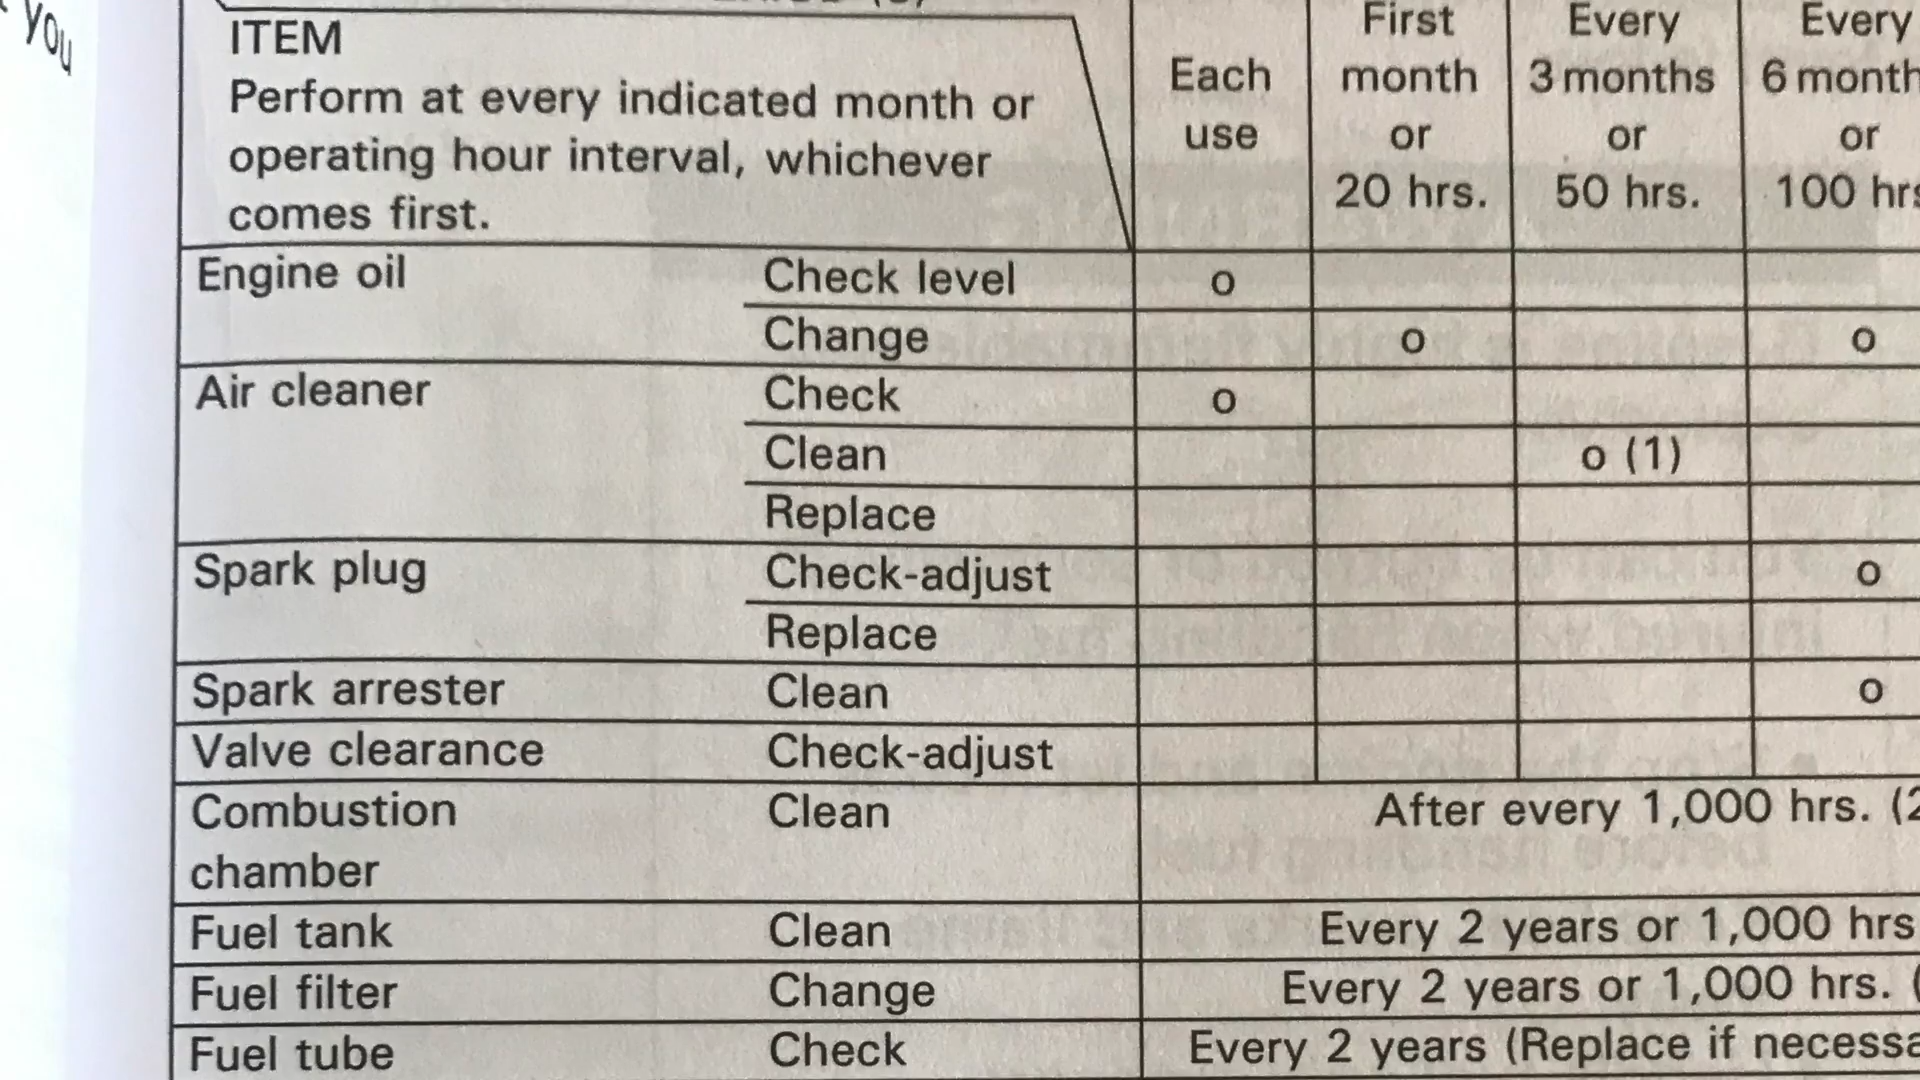 you
ITEM
Perform at every indicated month or
operating hour interval, whichever
comes first.
Each
use
First
month
or
20 hrs.
Every
3 months
or
50 hrs.
Every
6 month
or
100 hrs
Engine oil Check level o
Change o o
Air cleaner Check o
Clean o (1)
Replace
Spark plug Check-adjust o
Replace
Spark arrester Clean o
Valve clearance Check-adjust
Combustion Clean After every 1,000 hrs. (2
chamber
Fuel tank Clean Every 2 years or 1,000 hrs
Fuel filter Change Every 2 years or 1,000 hrs. (
Fuel tube Check Every 2 years (Replace if necessa